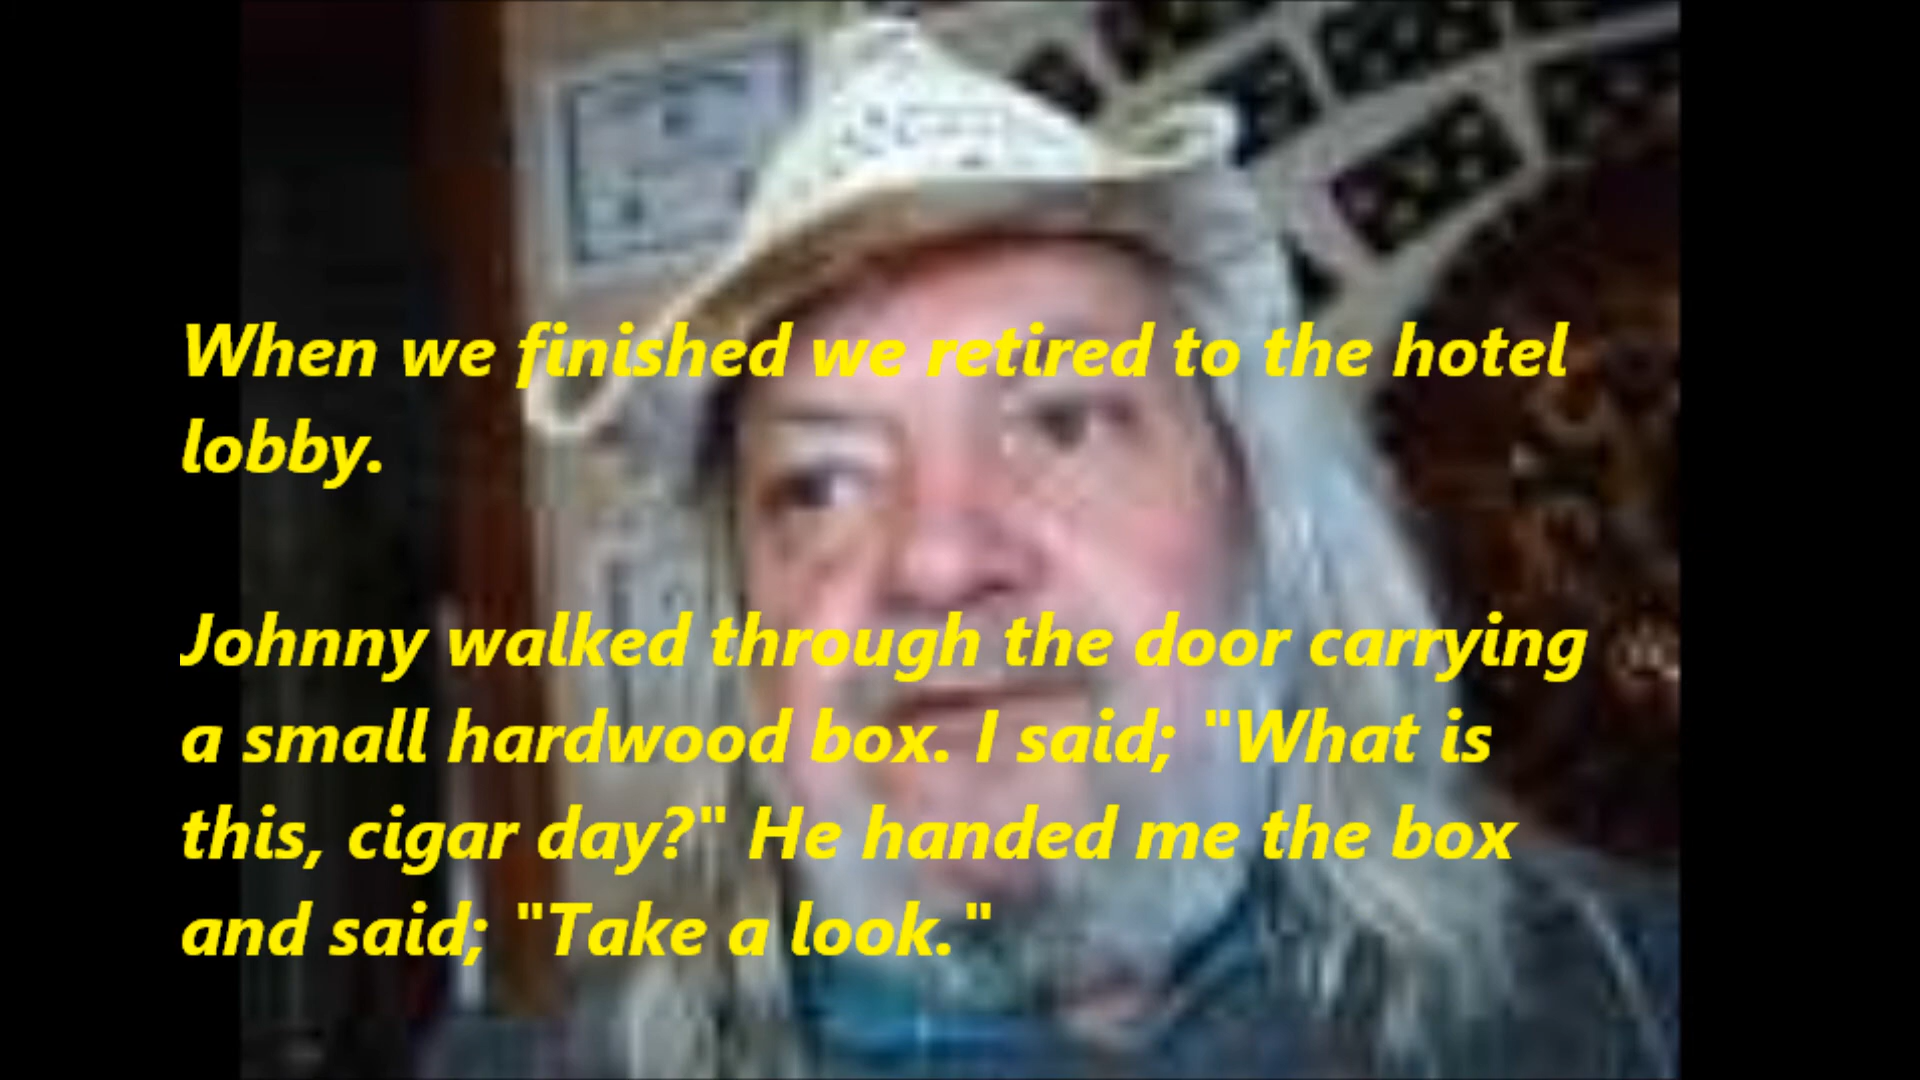 When we finished we retired to the hotel
lobby.
Johnny walked through the door carrying
a small hardwood box. I said; "What is
this, cigar day?" He handed me the box
and said; "Take a look."